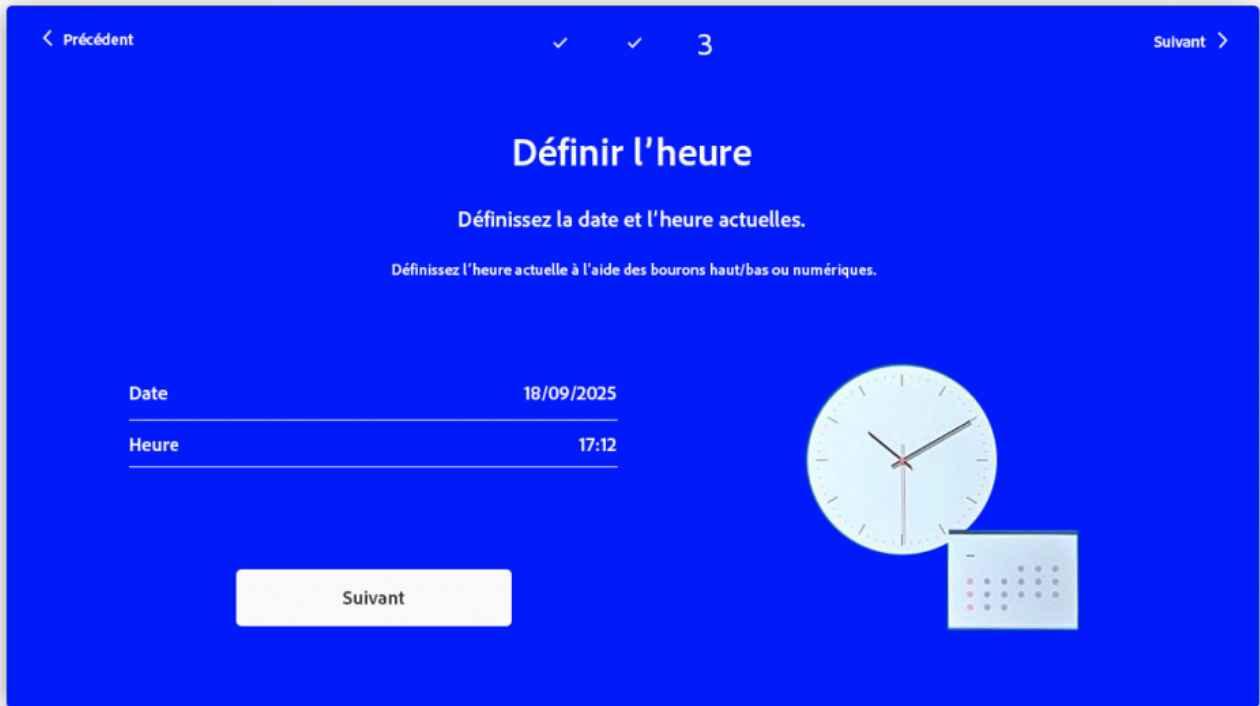 Précédent
3
Suivant
Définir l'heure
Définissez la date et l'heure actuelles.
Définissez l'heure actuelle à l'aide des bourons haut/bas ou numériques.
Date 18/09/2025
Heure 17:12
Suivant